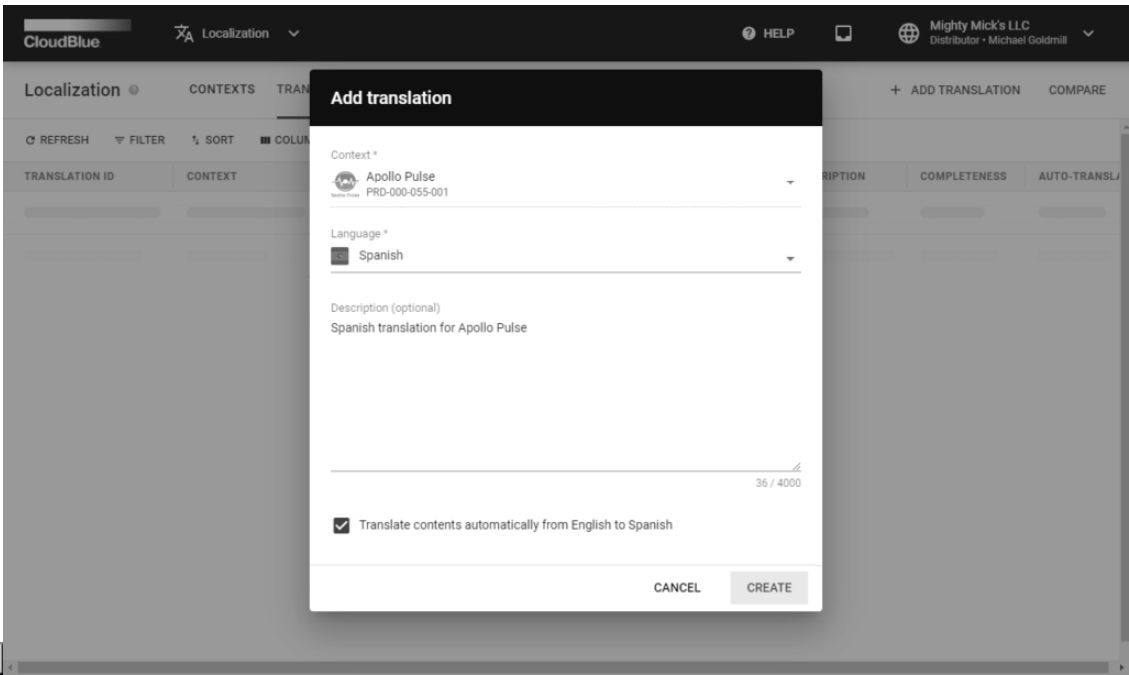 CloudBlue
Localization
HELP
Mighty Mick's LLC
Distributor • Michael Goldmill
Localization
CONTEXTS
TRAN
+ ADD TRANSLATION
COMPARE
REFRESH
FILTER
SORT
COLUM
TRANSLATION ID
CONTEXT
RIPTION
COMPLETENESS
AUTO-TRANSLA
Add translation
Context *
Apollo Pulse
PRD-000-055-001
Language *
Spanish
Description (optional)
Spanish translation for Apollo Pulse
36 / 4000
Translate contents automatically from English to Spanish
CANCEL
CREATE